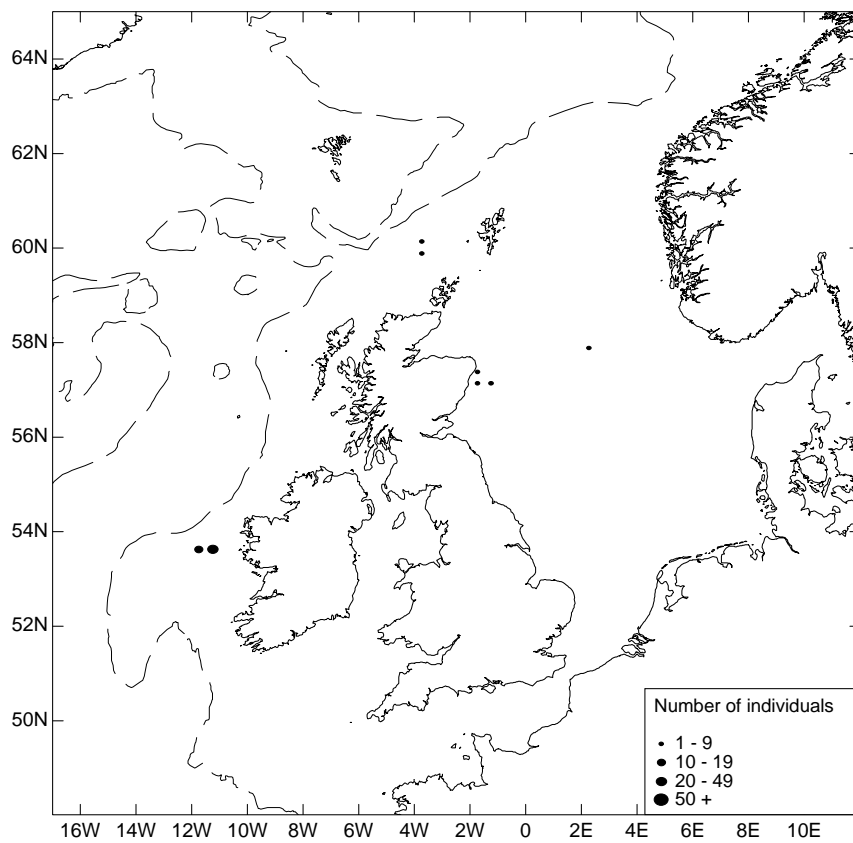 64N
62N
60N
58N
56N
54N
52N
50N
Number of individuals
1 - 9
10 - 19
20 - 49
50 +
16W 14W 12W 10W 8W 6W 4W 2W 0 2E 4E 6E 8E 10E